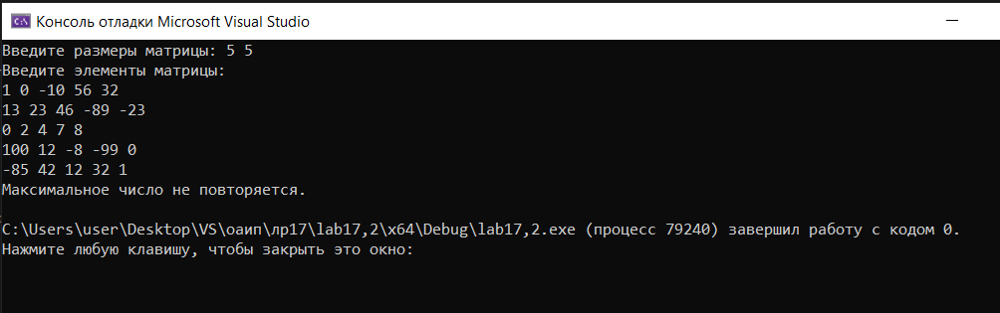 Консоль отладки Microsoft Visual Studio
Введите размеры матрицы: 5 5
Введите элементы матрицы:
1 0 -10 56 32
13 23 46 -89 -23
0 2 4 7 8
100 12 -8 -99 0
-85 42 12 32 1
Максимальное число не повторяется.
C:\Users\user\Desktop\VS\оаип\лр17\lab17,2\x64\Debug\lab17,2.exe (процесс 79240) завершил работу с кодом 0.
Нажмите любую клавишу, чтобы закрыть это окно: